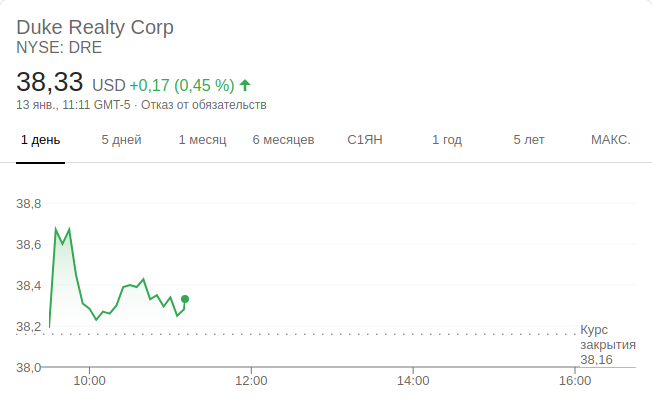 Duke Realty Corp
NYSE: DRE
38,33 USD +0,17 (0,45 %)
13 янв., 11:11 GMT-5 · Отказ от обязательств
1 день 5 дней 1 месяц 6 месяцев С1ЯН 1 год 5 лет МАКС.
38,8
38,6
38,4
38,2
Курс
закрытия
38,16
38,0
10:00 12:00 14:00 16:00